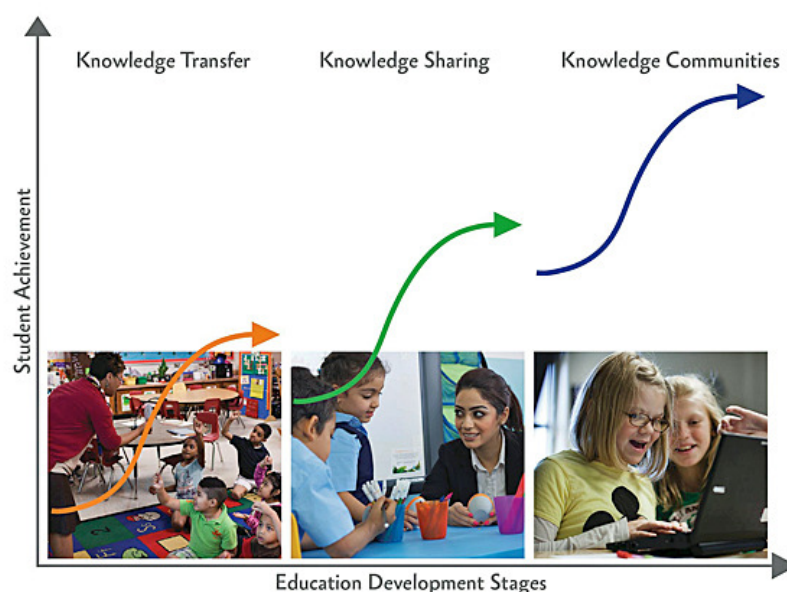 Knowledge Transfer
Knowledge Sharing
Knowledge Communities
Student Achievement
Education Development Stages